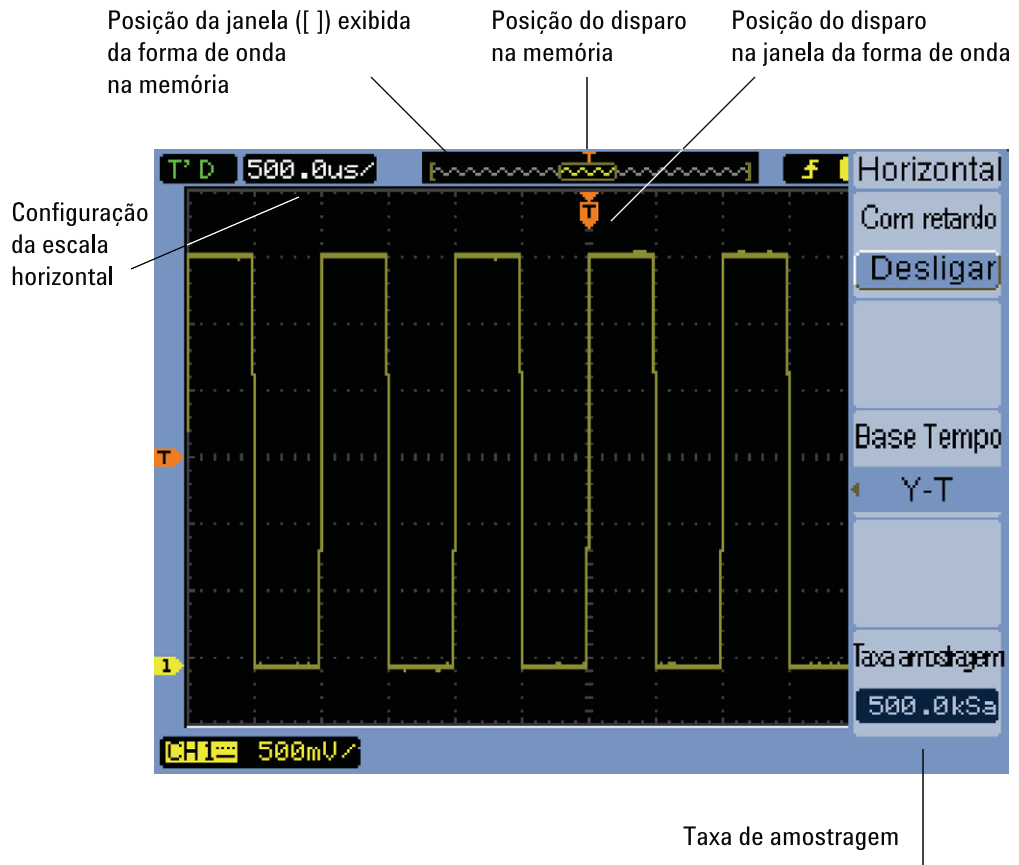 Posição da janela ([ ]) exibida
da forma de onda
na memória
Posição do disparo
na memória
Posição do disparo
na janela da forma de onda
T
T' D
500.0us/
Horizontal
Com retardo
Desligar
Configuração
da escala
horizontal
T
T
Base Tempo
Y-T
1
Taxa amostragem
500.0kSa
CH1 500mV/
Taxa de amostragem